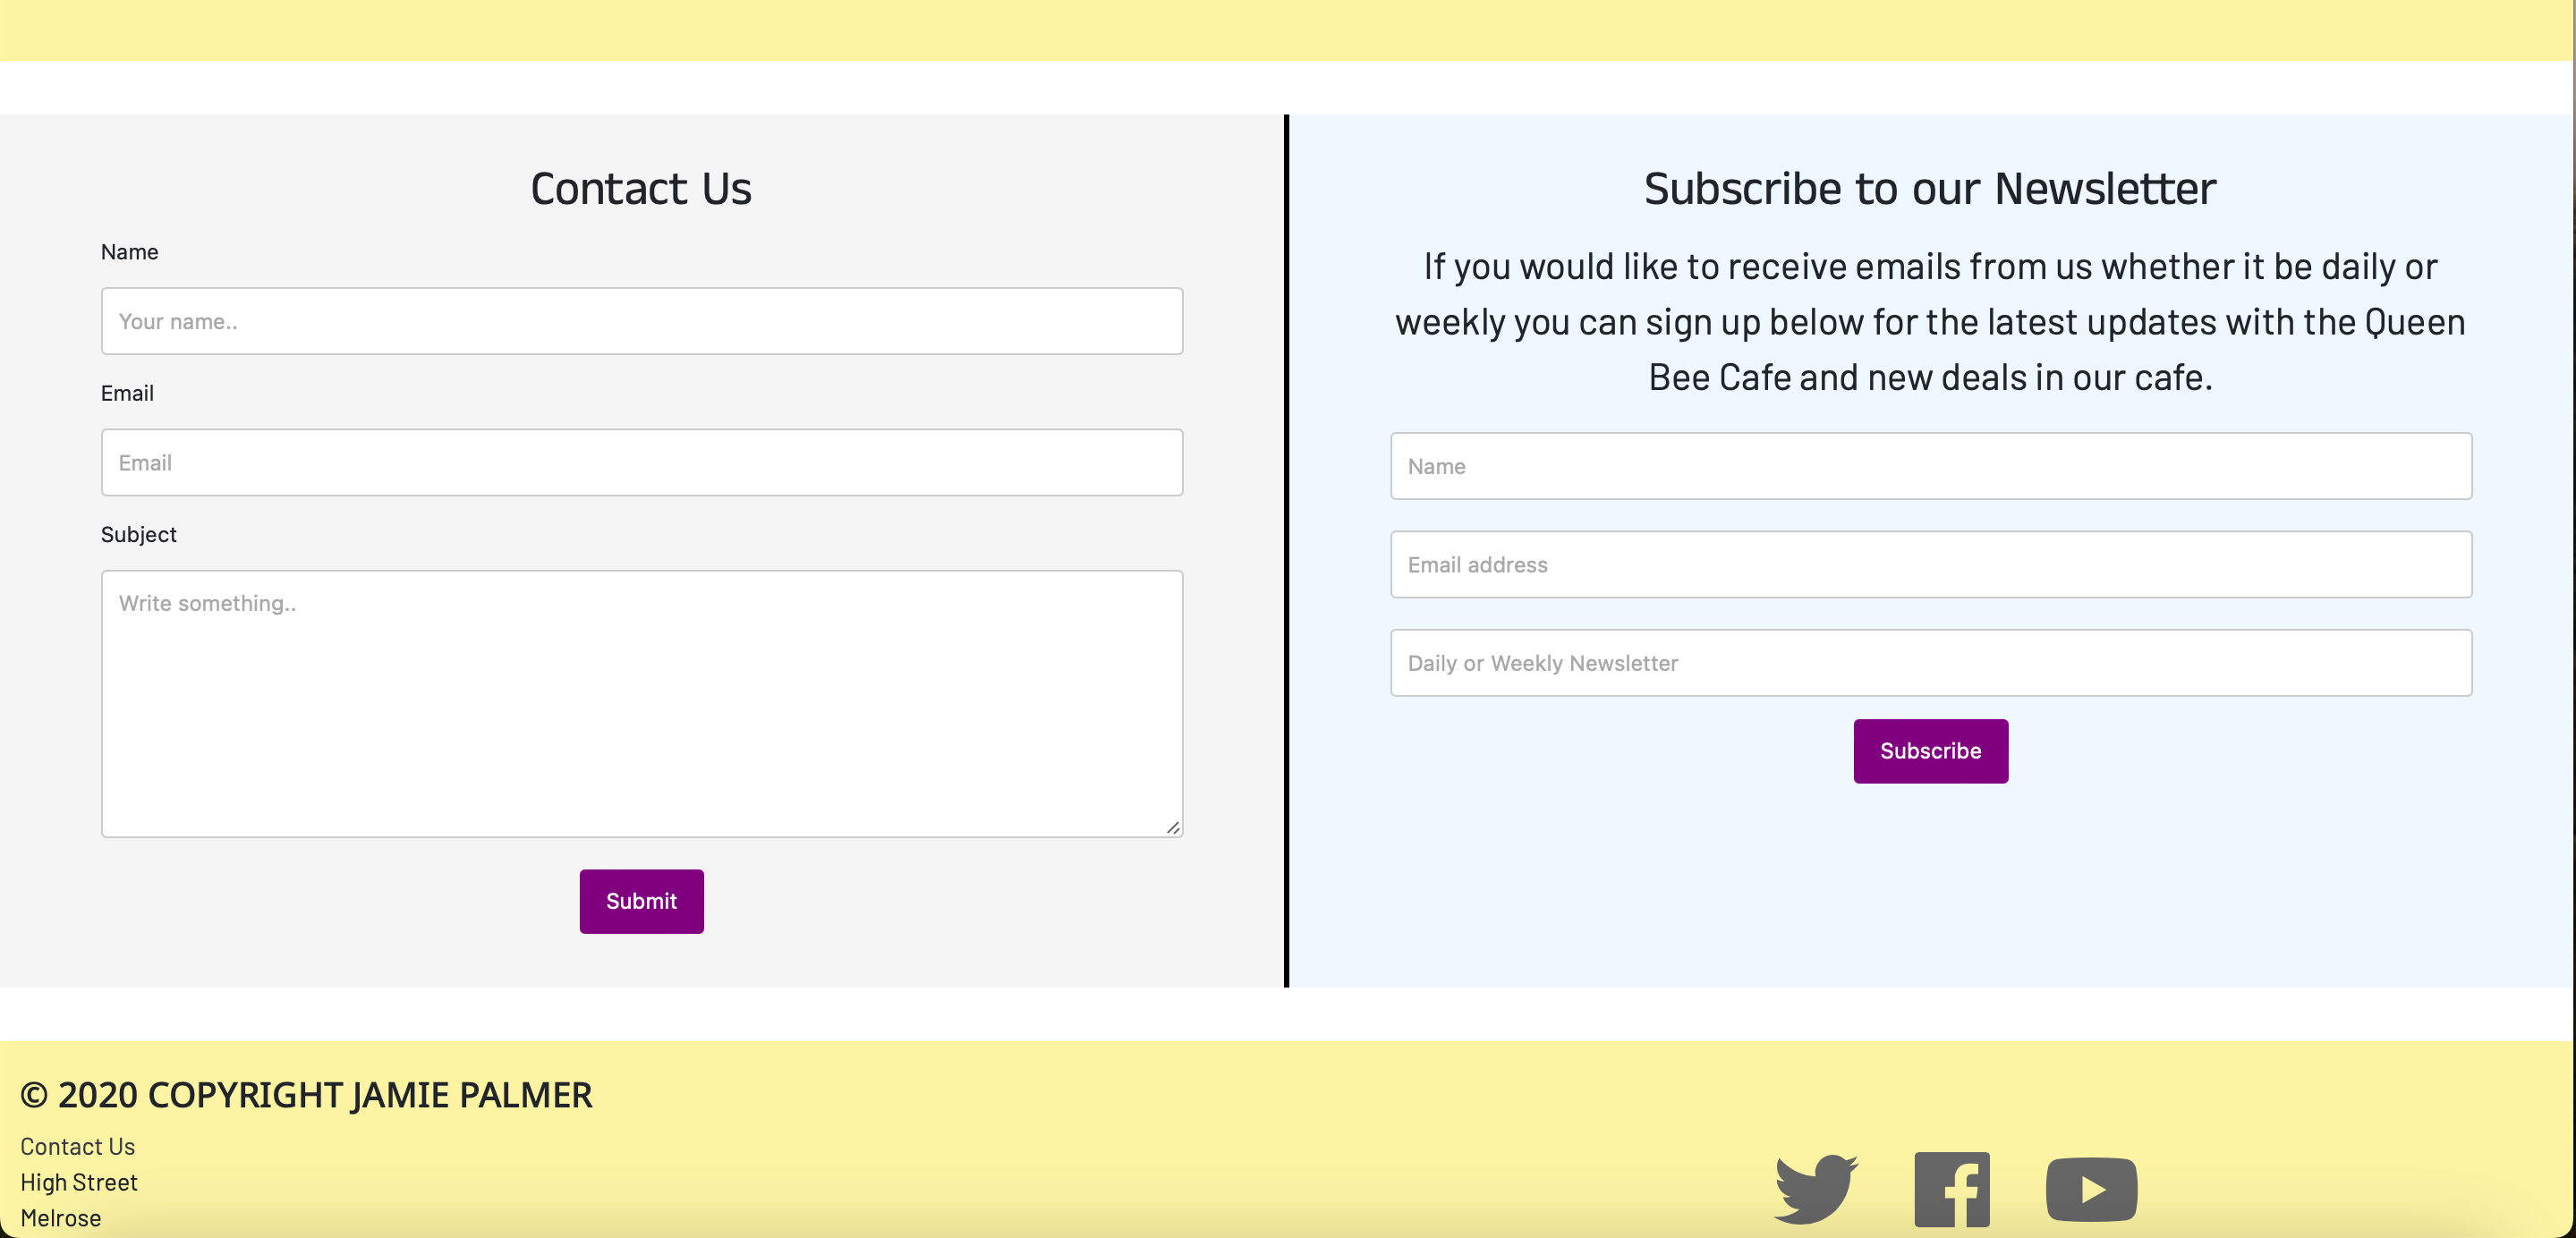 Contact Us
Name
Your name..
Email
Email
Subject
Write something..
Submit
Subscribe to our Newsletter
If you would like to receive emails from us whether it be daily or
weekly you can sign up below for the latest updates with the Queen
Bee Cafe and new deals in our cafe.
Name
Email address
Daily or Weekly Newsletter
Subscribe
© 2020 COPYRIGHT JAMIE PALMER
Contact Us
High Street
Melrose